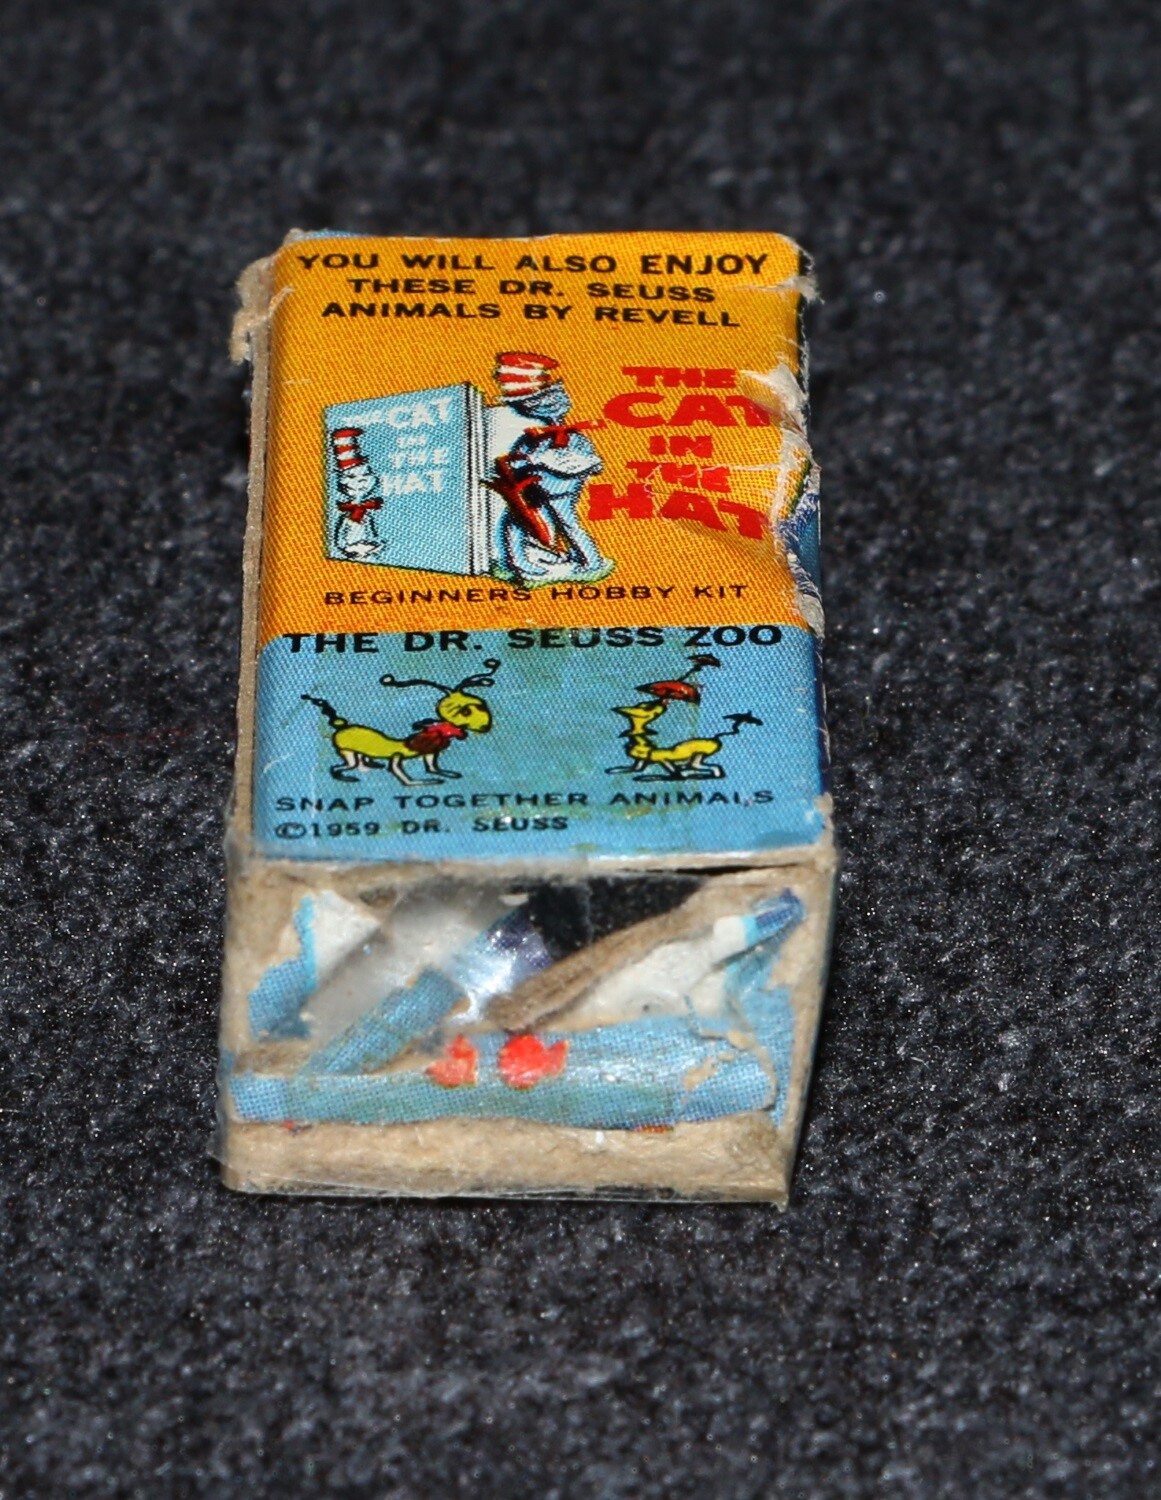 YOU WILL ALSO ENJOY
THESE DR. SEUSS
ANIMALS BY REVELL
THE
CAT
IN
THE
HAT
CAT
IN
THE
HAT
BEGINNERS HOBBY KIT
THE DR. SEUSS ZOO
SNAP TOGETHER ANIMALS
©1959 DR. SEUSS